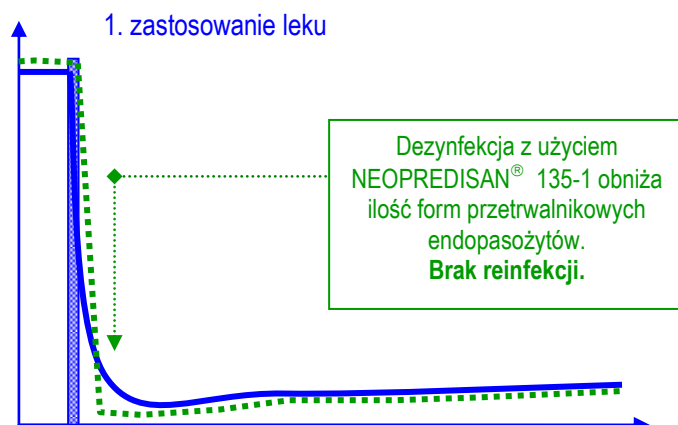 1. zastosowanie leku
Dezynfekcja z użyciem
NEOPREDISAN® 135-1 obniża
ilość form przetrwalnikowych
endopasożytów.
Brak reinfekcji.